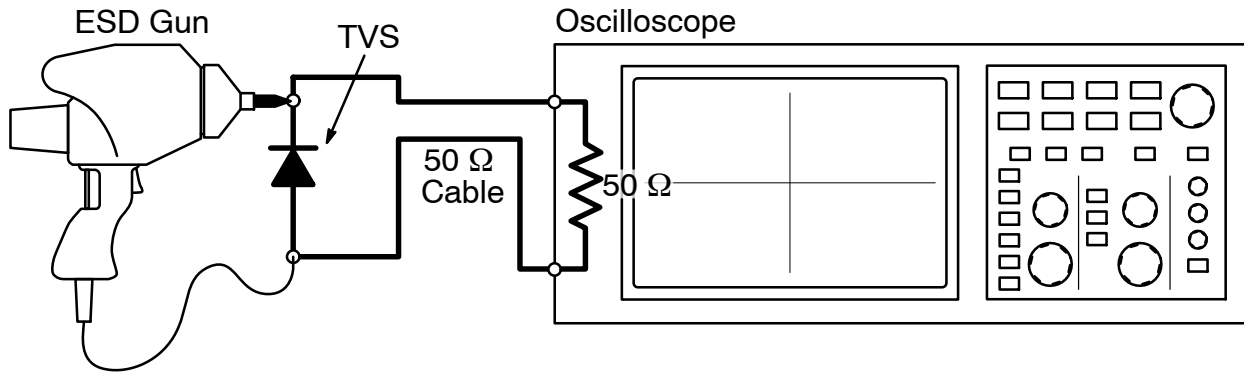 ESD Gun
TVS
Oscilloscope
50 Ω
Cable
50 Ω